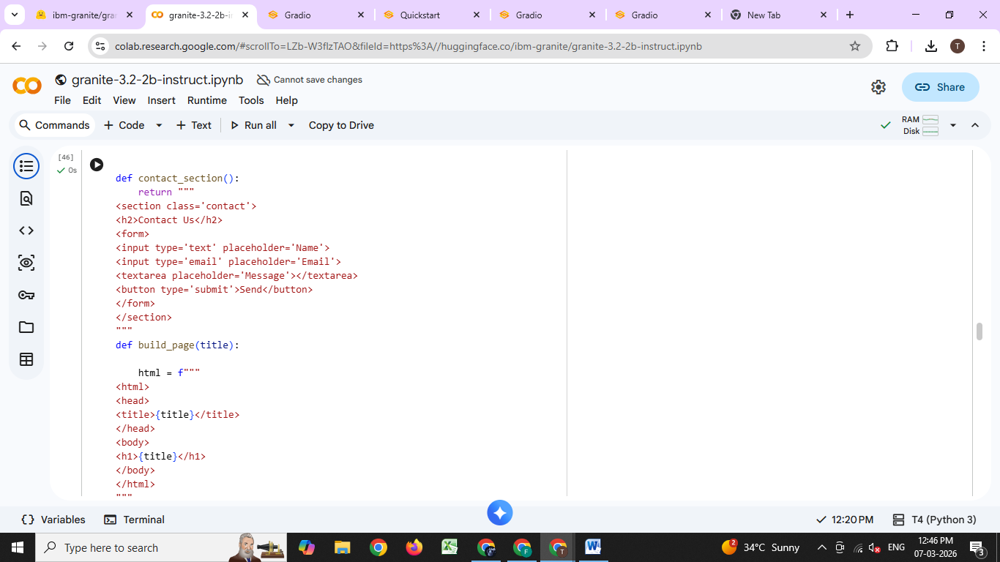 ibm-granite/gra
granite-3.2-2b-i
Gradio
Quickstart
Gradio
Gradio
New Tab
colab.research.google.com/#scrollTo=LZb-W3flzTAO&fileId=https%3A//huggingface.co/ibm-granite/granite-3.2-2b-instruct.ipynb
T
granite-3.2-2b-instruct.ipynb
Cannot save changes
File Edit View Insert Runtime Tools Help
Share
Commands + Code + Text Run all Copy to Drive
RAM
Disk
[46]
0s
def contact_section():
    return """
<section class='contact'>
<h2>Contact Us</h2>
<form>
<input type='text' placeholder='Name'>
<input type='email' placeholder='Email'>
<textarea placeholder='Message'></textarea>
<button type='submit'>Send</button>
</form>
</section>
"""
def build_page(title):
    html = f"""
<html>
<head>
<title>{title}</title>
</head>
<body>
<h1>{title}</h1>
</body>
</html>
"""
{} Variables Terminal
12:20 PM T4 (Python 3)
Type here to search
F
T
2
34°C Sunny
ENG
12:46 PM
07-03-2026
3